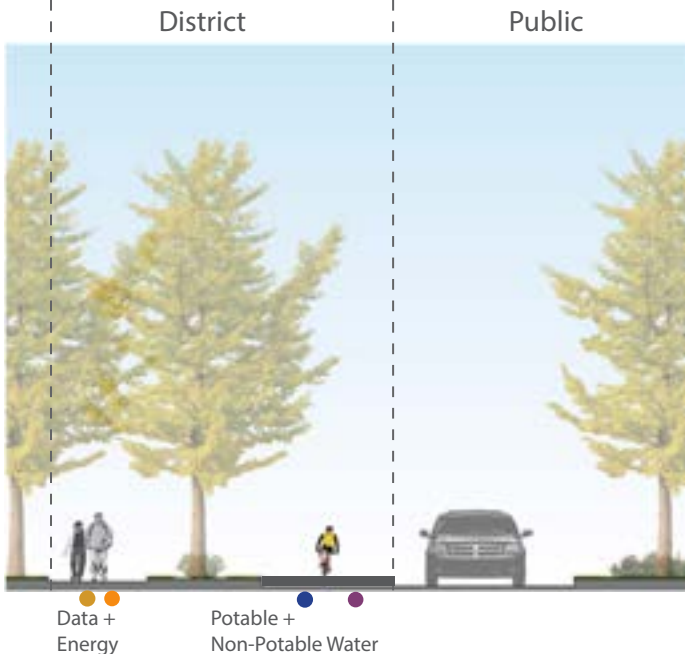 District
Public
Data +
Energy
Potable +
Non-Potable Water